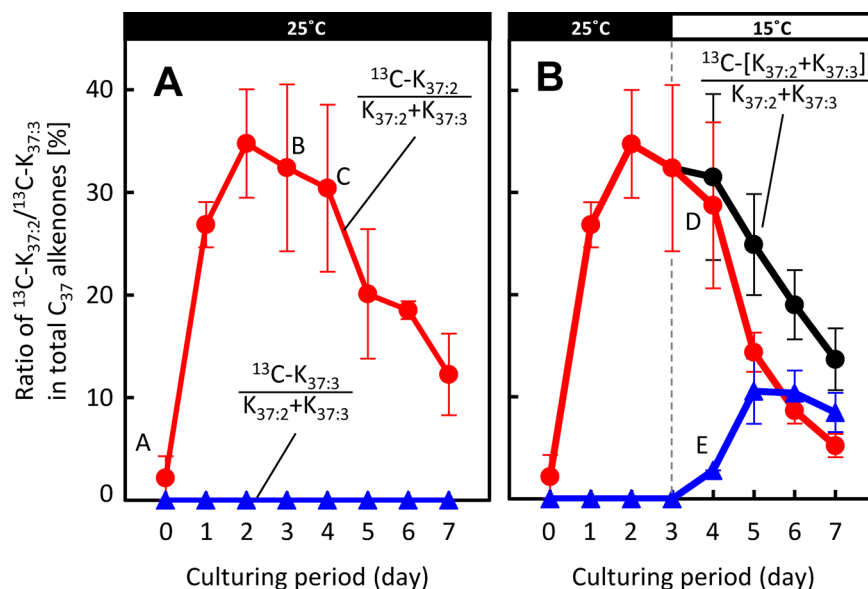 25˚C
25˚C
15˚C
A
B
Ratio of ¹³C-K₃₇:₂/¹³C-K₃₇:₃
in total C₃₇ alkenones [%]
40
30
20
10
0
¹³C-K₃₇:₂
K₃₇:₂+K₃₇:₃
B
C
¹³C-K₃₇:₃
K₃₇:₂+K₃₇:₃
A
¹³C-[K₃₇:₂+K₃₇:₃]
K₃₇:₂+K₃₇:₃
D
E
0 1 2 3 4 5 6 7
0 1 2 3 4 5 6 7
Culturing period (day)
Culturing period (day)